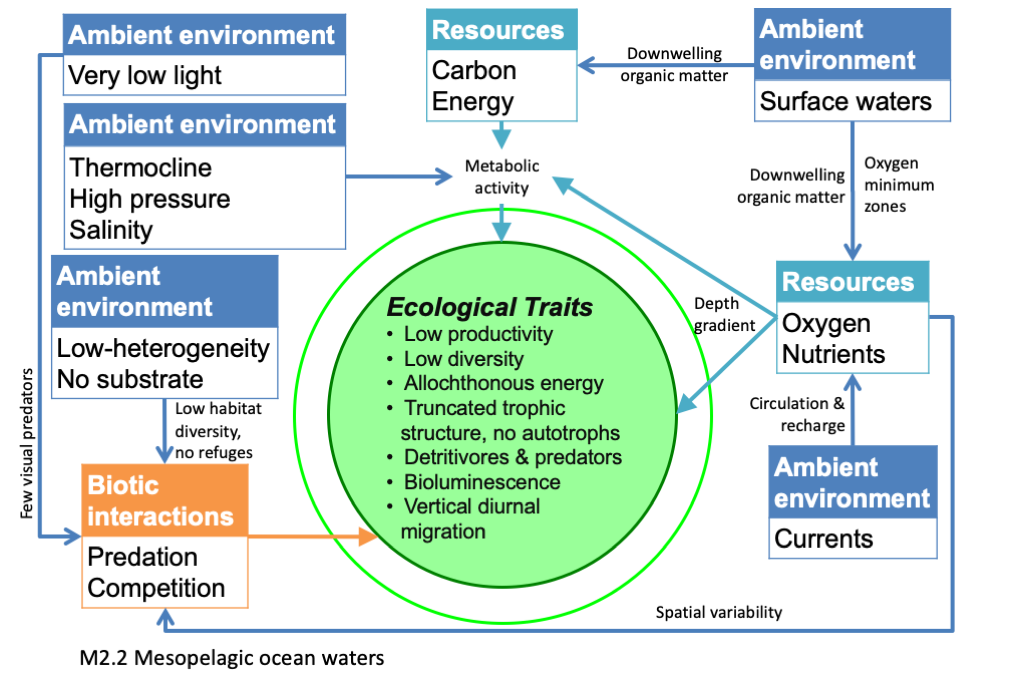 Ambient environment
Very low light
Ambient environment
Thermocline
High pressure
Salinity
Ambient
environment
Low-heterogeneity
No substrate
Few visual predators
Low habitat
diversity,
no refuges
Biotic
interactions
Predation
Competition
Resources
Carbon
Energy
Metabolic
activity
Downwelling
organic matter
Ambient
environment
Surface waters
Downwelling
organic matter
Oxygen
minimum
zones
Resources
Oxygen
Nutrients
Depth
gradient
Circulation &
recharge
Ambient
environment
Currents
Ecological Traits
• Low productivity
• Low diversity
• Allochthonous energy
• Truncated trophic
structure, no autotrophs
• Detritivores & predators
• Bioluminescence
• Vertical diurnal
migration
Spatial variability
M2.2 Mesopelagic ocean waters